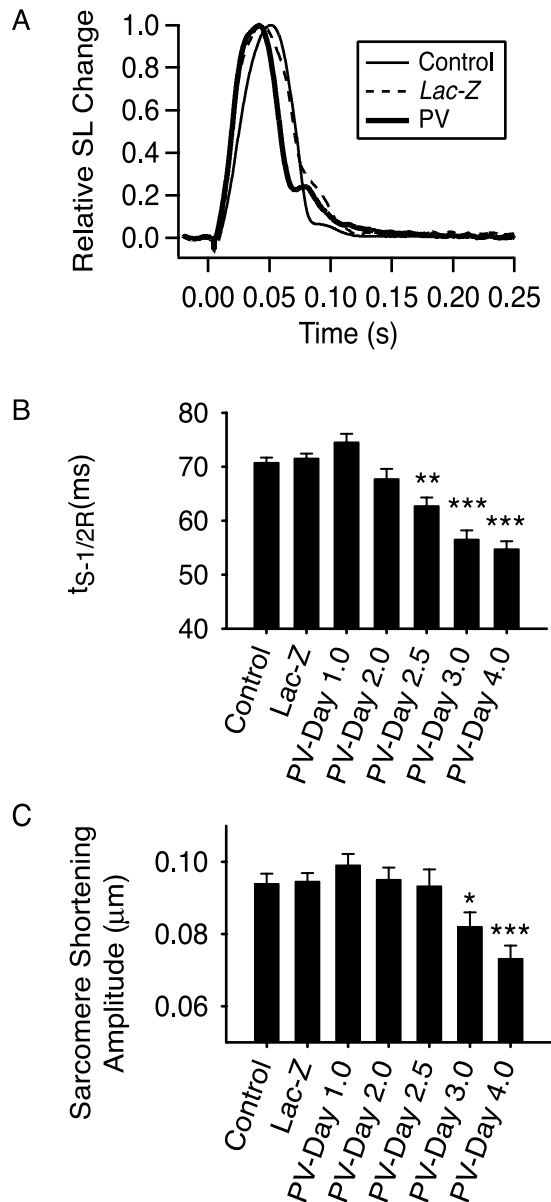 A
Relative SL Change
1.0
0.8
0.6
0.4
0.2
0.0
Control
Lac-Z
PV
0.00 0.05 0.10 0.15 0.20 0.25
Time (s)
B
tS-1/2R(ms)
80
70
60
50
40
**
***
***
Control
Lac-Z
PV-Day 1.0
PV-Day 2.0
PV-Day 2.5
PV-Day 3.0
PV-Day 4.0
C
Sarcomere Shortening
Amplitude (μm)
0.10
0.08
0.06
*
***
Control
Lac-Z
PV-Day 1.0
PV-Day 2.0
PV-Day 2.5
PV-Day 3.0
PV-Day 4.0